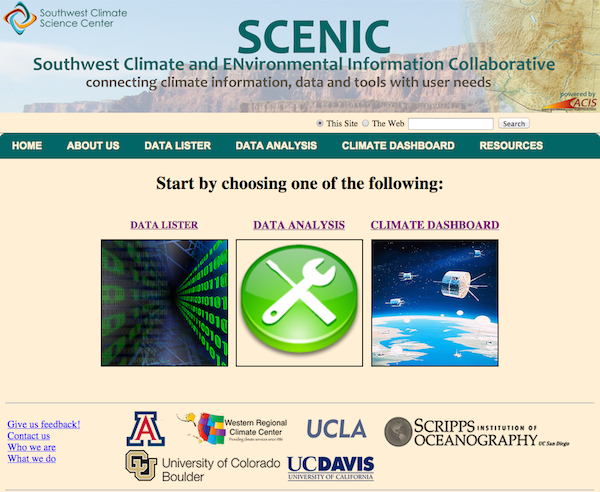 Southwest Climate
Science Center
SCENIC
Southwest Climate and ENvironmental Information Collaborative
connecting climate information, data and tools with user needs
powered by
ACIS
This Site The Web Search
HOME ABOUT US DATA LISTER DATA ANALYSIS CLIMATE DASHBOARD RESOURCES
Start by choosing one of the following:
DATA LISTER DATA ANALYSIS CLIMATE DASHBOARD
Give us feedback!
Contact us
Who we are
What we do
A
Western Regional
Climate Center
Providing climate services since 1986
UCLA
SCRIPPS INSTITUTION OF
OCEANOGRAPHY UC San Diego
CU
University of Colorado
Boulder
UCDAVIS
UNIVERSITY OF CALIFORNIA